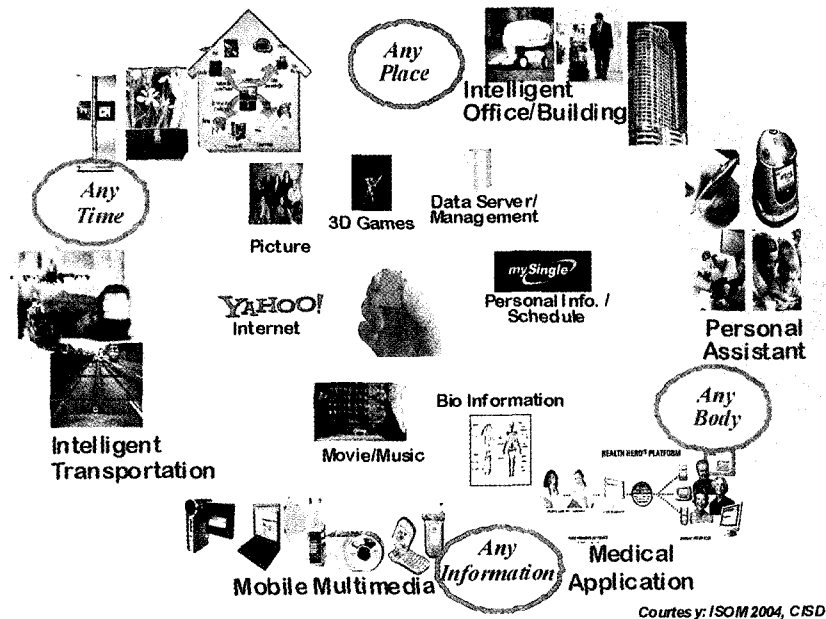 Any
Place
Intelligent
Office/Building
Any
Time
Picture
3D Games
Data Server/
Management
mySingle
Personal Info. /
Schedule
YAHOO!
Internet
Personal
Assistant
Any
Body
Bio Information
Movie/Music
Intelligent
Transportation
HEALTH HERO'S PLATFORM
Mobile Multimedia
Any
Information
Medical
Application
Courtesy: ISOM 2004, CISD